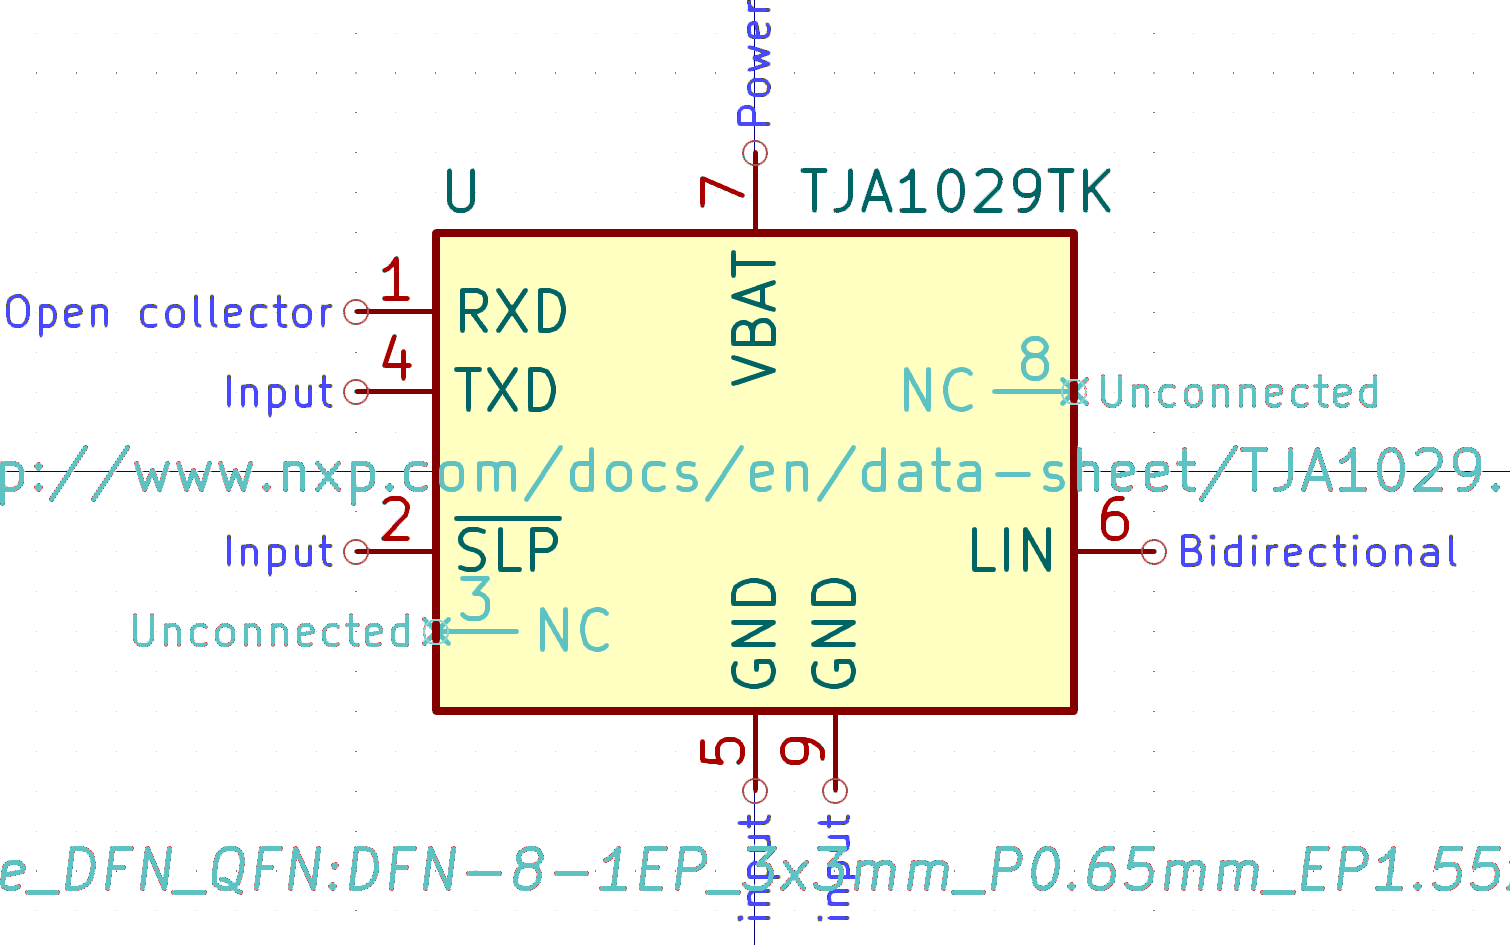 Power
U
7
TJA1029TK
1
Open collector
RXD
VBAT
4
Input
TXD
8
NC
Unconnected
p://www.nxp.com/docs/en/data-sheet/TJA1029.
2
Input
SLP
6
LIN
Bidirectional
3
Unconnected
NC
GND
GND
5
9
input
input
e_DFN_QFN:DFN-8-1EP_3x3mm_P0.65mm_EP1.55